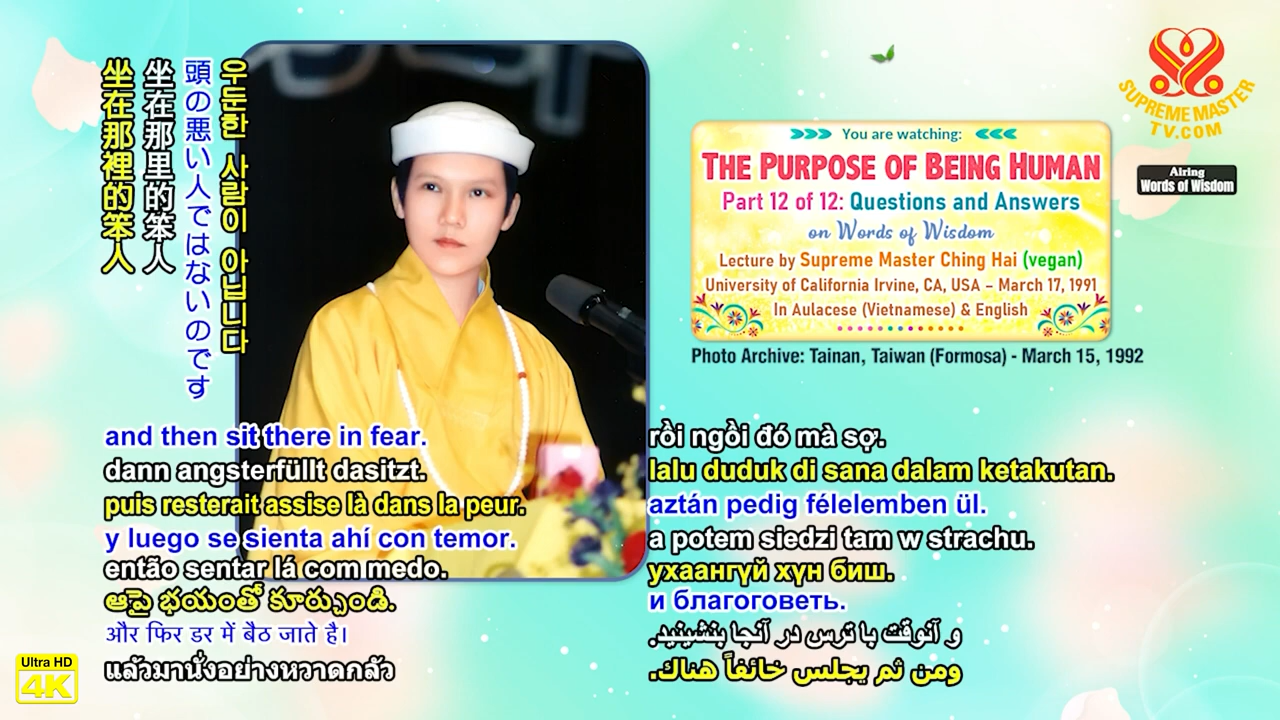 우둔한 사람이 아닙니다
頭の悪い人ではないのです
坐在那里的笨人
坐在那裡的笨人
SUPREME MASTER
TV.COM
Airing
Words of Wisdom
You are watching:
THE PURPOSE OF BEING HUMAN
Part 12 of 12: Questions and Answers
on Words of Wisdom
Lecture by Supreme Master Ching Hai (vegan)
University of California Irvine, CA, USA – March 17, 1991
In Aulacese (Vietnamese) & English
Photo Archive: Tainan, Taiwan (Formosa) - March 15, 1992
and then sit there in fear.
dann angsterfüllt dasitzt.
puis resterait assise là dans la peur.
y luego se sienta ahí con temor.
então sentar lá com medo.
ఆపై భయంతో కూర్చుండి.
और फिर डर में बैठ जाते है।
แล้วมานั่งอย่างหวาดกลัว
rồi ngồi đó mà sợ.
lalu duduk di sana dalam ketakutan.
aztán pedig félelemben ül.
a potem siedzi tam w strachu.
ухаангүй хүн биш.
и благоговеть.
و آنوقت با ترس در آنجا بنشینید.
ومن ثم يجلس خائفاً هناك.
Ultra HD
4K